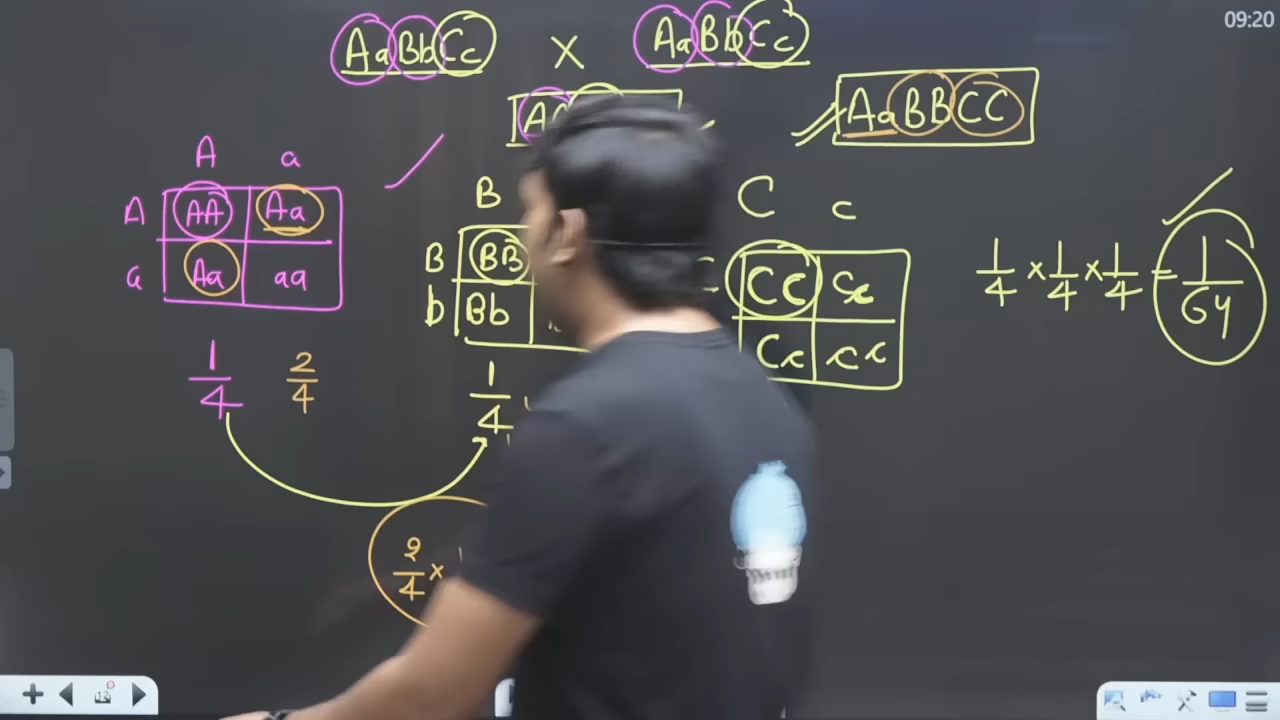 09:20
AaBbCc x AaBbCc
AaBBCC
A a
A AA Aa
a Aa aa
B
B BB
b Bb
C c
CC Cc
Cc cc
1/4 × 1/4 × 1/4 = 1/64
1/4 2/4
1/4
2/4 ×